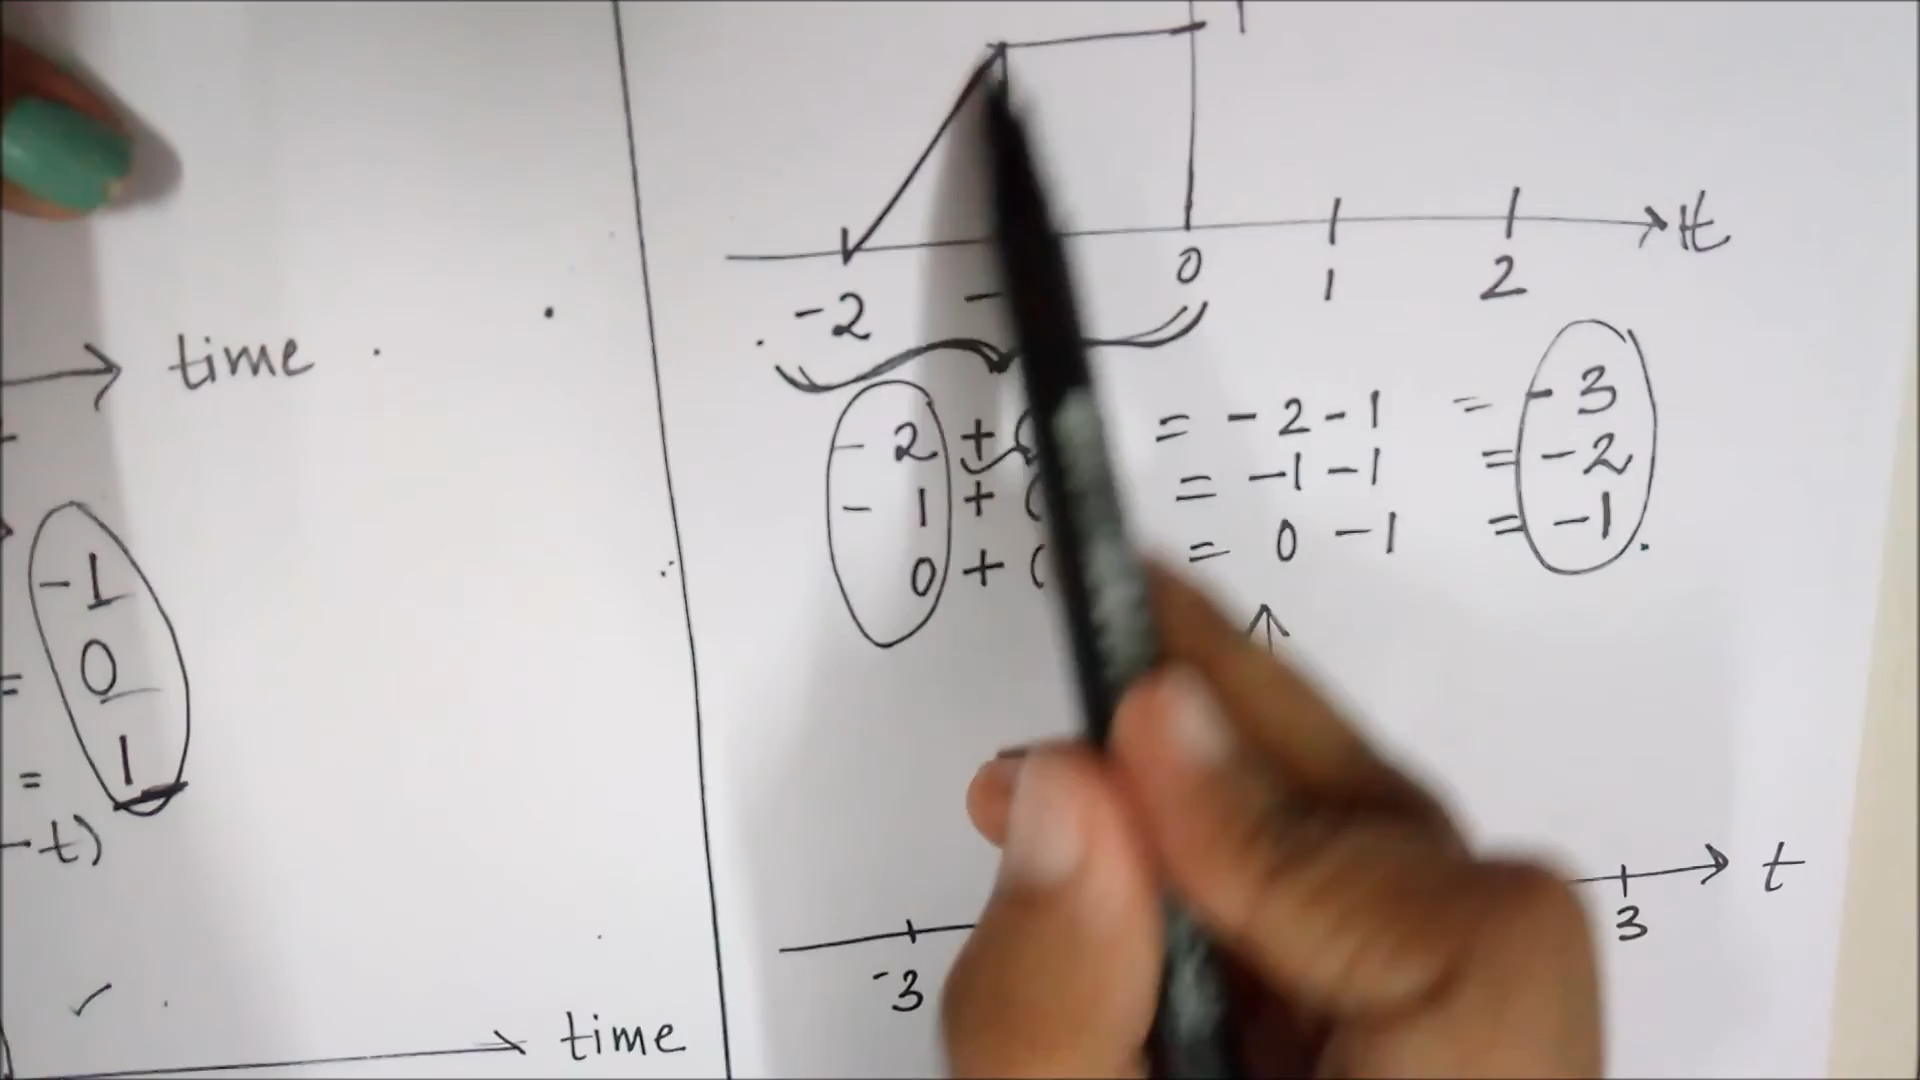 time
-1
= 0
= 1
-t)
time
1
t
-2 - 0 1 2
-2 + ( = -2-1 = -3
-1 + ( = -1-1 = -2
0 + ( = 0-1 = -1
t
-3 3